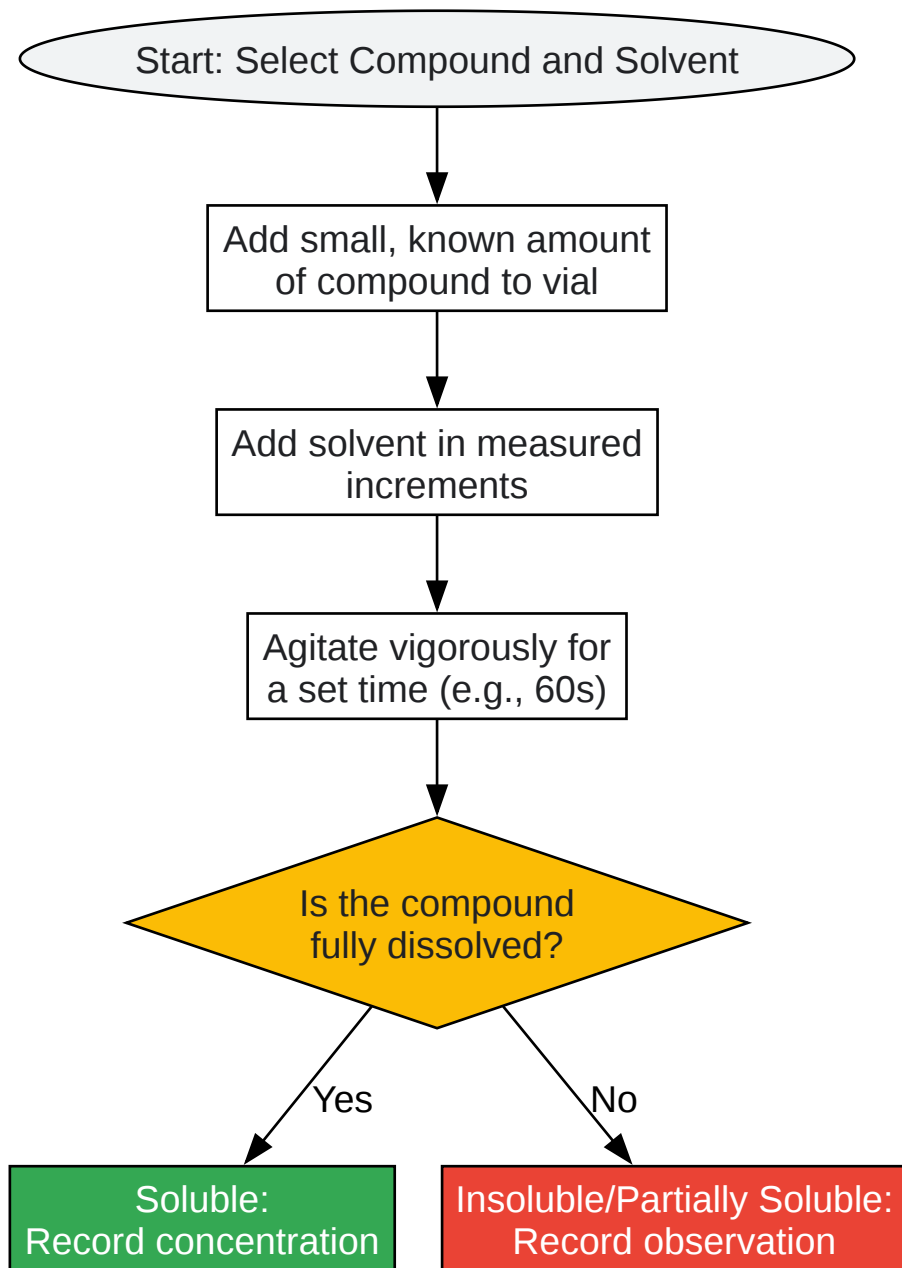 Start: Select Compound and Solvent
Add small, known amount
of compound to vial
Add solvent in measured
increments
Agitate vigorously for
a set time (e.g., 60s)
Is the compound
fully dissolved?
Yes
No
Soluble:
Record concentration
Insoluble/Partially Soluble:
Record observation